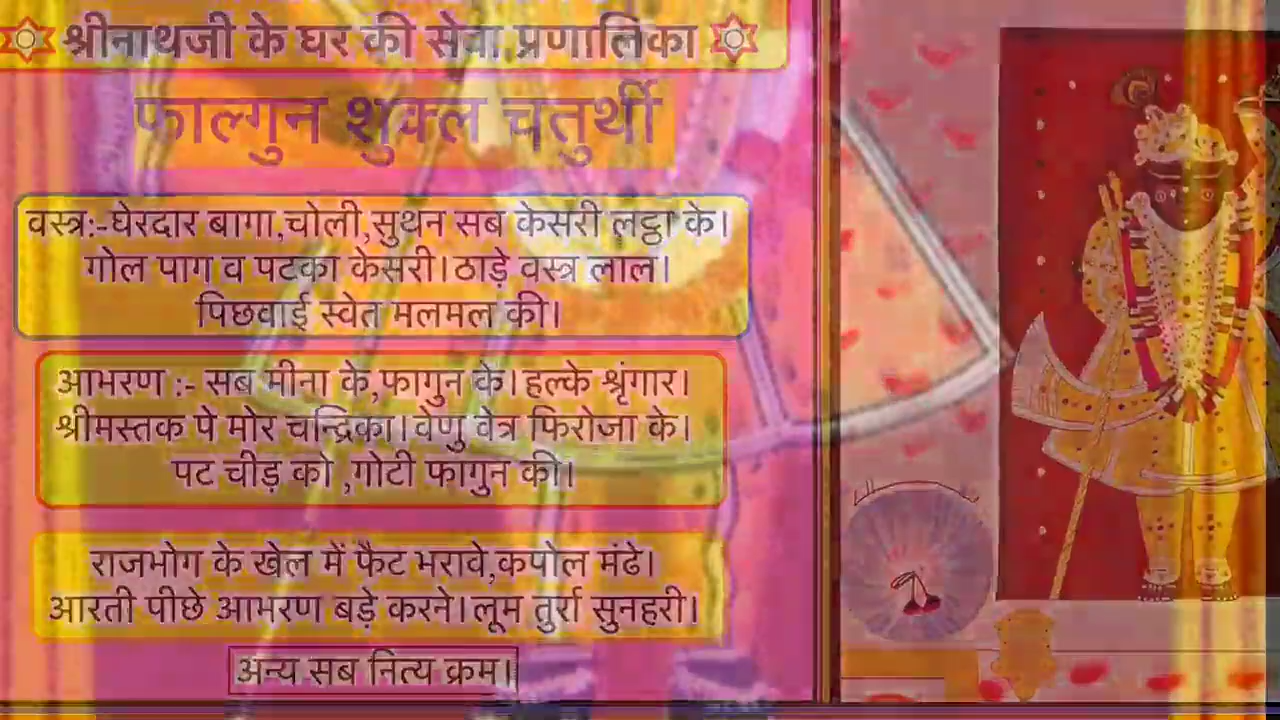 श्रीनाथजी के घर की सेवा प्रणालिका
फाल्गुन शुक्ल चतुर्थी
वस्त्र:-घेरदार बागा,चोली,सुथन सब केसरी लट्ठा के।
गोल पाग व पटका केसरी।ठाड़े वस्त्र लाल।
पिछवाई स्वेत मलमल की।
आभरण :- सब मीना के,फागुन के।हल्के श्रृंगार।
श्रीमस्तक पे मोर चन्द्रिका।वेणु वेत्र फिरोजा के।
पट चीड़ को ,गोटी फागुन की।
राजभोग के खेल में फैट भरावे,कपोल मंढे।
आरती पीछे आभरण बड़े करने।लूम तुर्रा सुनहरी।
अन्य सब नित्य क्रम।